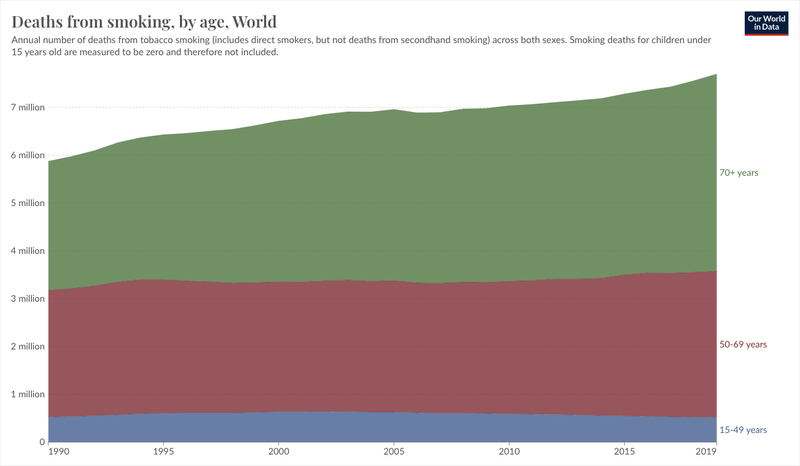 Deaths from smoking, by age, World
Our World
in Data
Annual number of deaths from tobacco smoking (includes direct smokers, but not deaths from secondhand smoking) across both sexes. Smoking deaths for children under
15 years old are measured to be zero and therefore not included.
7 million
6 million
5 million
4 million
3 million
2 million
1 million
0
70+ years
50-69 years
15-49 years
1990
1995
2000
2005
2010
2015
2019